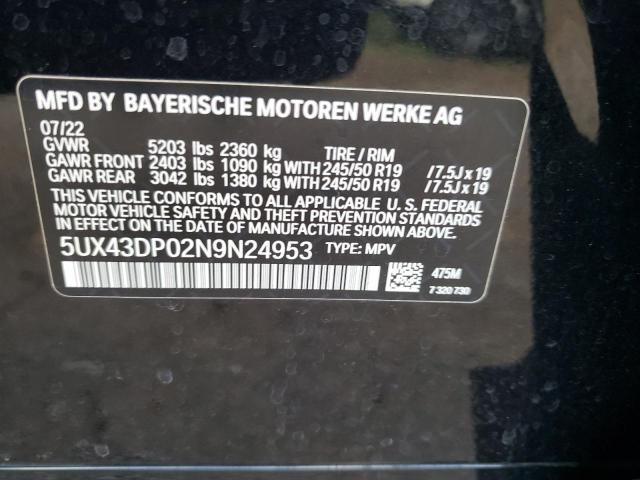 MFD BY BAYERISCHE MOTOREN WERKE AG
07/22
GVWR 5203 lbs 2360 kg TIRE / RIM
GAWR FRONT 2403 lbs 1090 kg WITH 245/50 R19 /7.5J x 19
GAWR REAR 3042 lbs 1380 kg WITH 245/50 R19 /7.5J x 19
THIS VEHICLE CONFORMS TO ALL APPLICABLE U. S. FEDERAL
MOTOR VEHICLE SAFETY AND THEFT PREVENTION STANDARDS
IN EFFECT ON THE DATE OF MANUFACTURE SHOWN ABOVE.
5UX43DP02N9N24953 TYPE: MPV
475M
7 320 730